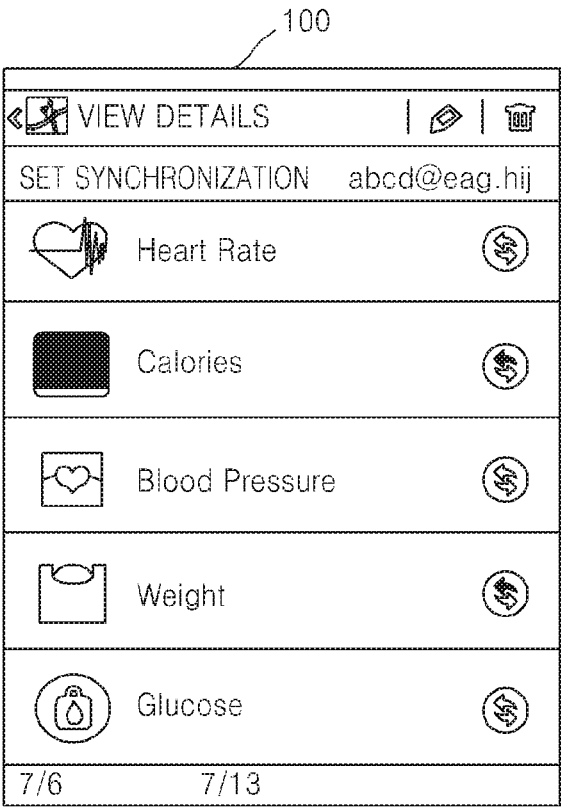 100
VIEW DETAILS
SET SYNCHRONIZATION abcd@eag.hij
Heart Rate
Calories
Blood Pressure
Weight
Glucose
7/6 7/13